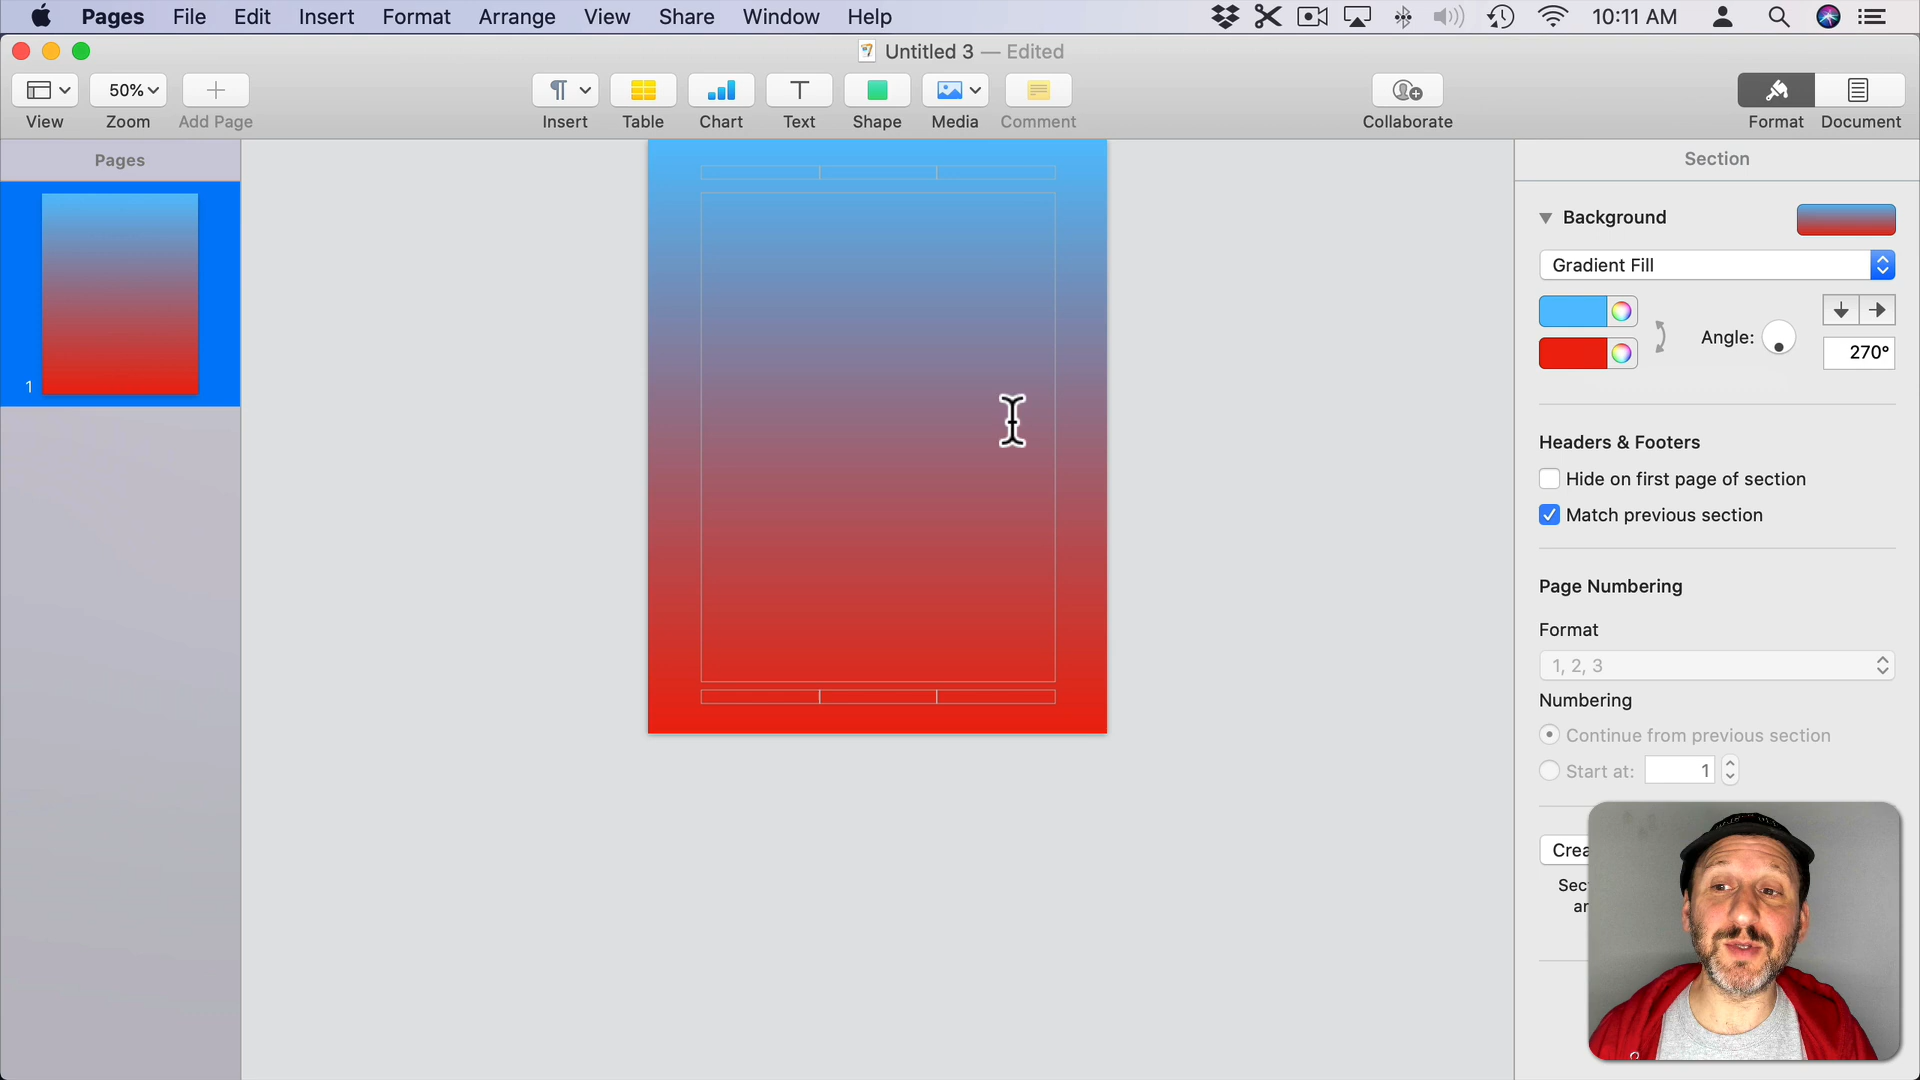 Pages File Edit Insert Format Arrange View Share Window Help 10:11 AM
Untitled 3 — Edited
50%
View Zoom Add Page Insert Table Chart Text Shape Media Comment Collaborate Format Document
Pages
Section
1
Background
Gradient Fill
Angle:
270°
Headers & Footers
Hide on first page of section
Match previous section
Page Numbering
Format
1, 2, 3
Numbering
Continue from previous section
Start at: 1
Crea
Sec
ar